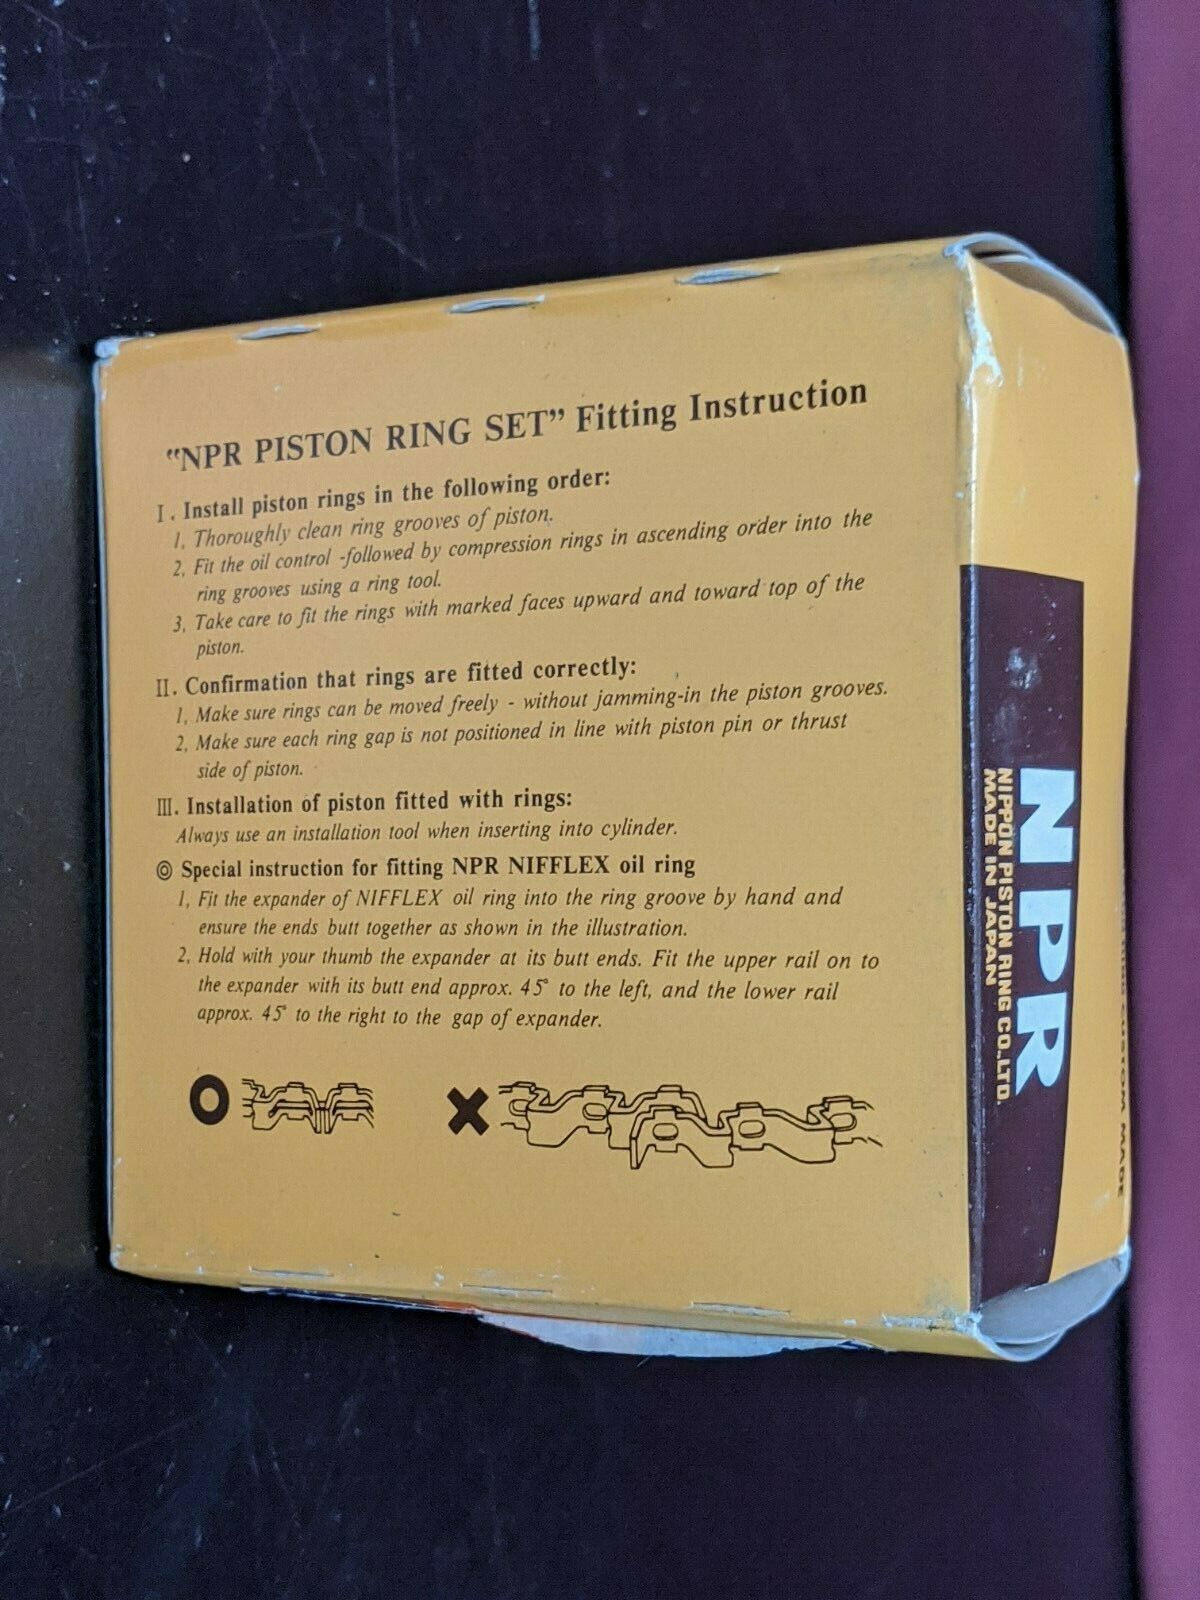 “NPR PISTON RING SET” Fitting Instruction
I. Install piston rings in the following order:
1, Thoroughly clean ring grooves of piston.
2, Fit the oil control -followed by compression rings in ascending order into the
ring grooves using a ring tool.
3, Take care to fit the rings with marked faces upward and toward top of the
piston.
II. Confirmation that rings are fitted correctly:
1, Make sure rings can be moved freely - without jamming-in the piston grooves.
2, Make sure each ring gap is not positioned in line with piston pin or thrust
side of piston.
III. Installation of piston fitted with rings:
Always use an installation tool when inserting into cylinder.
◎ Special instruction for fitting NPR NIFFLEX oil ring
1, Fit the expander of NIFFLEX oil ring into the ring groove by hand and
ensure the ends butt together as shown in the illustration.
2, Hold with your thumb the expander at its butt ends. Fit the upper rail on to
the expander with its butt end approx. 45° to the left, and the lower rail
approx. 45° to the right to the gap of expander.
NPR
NIPPON PISTON RING CO.,LTD.
MADE IN JAPAN
CUSTOM MADE